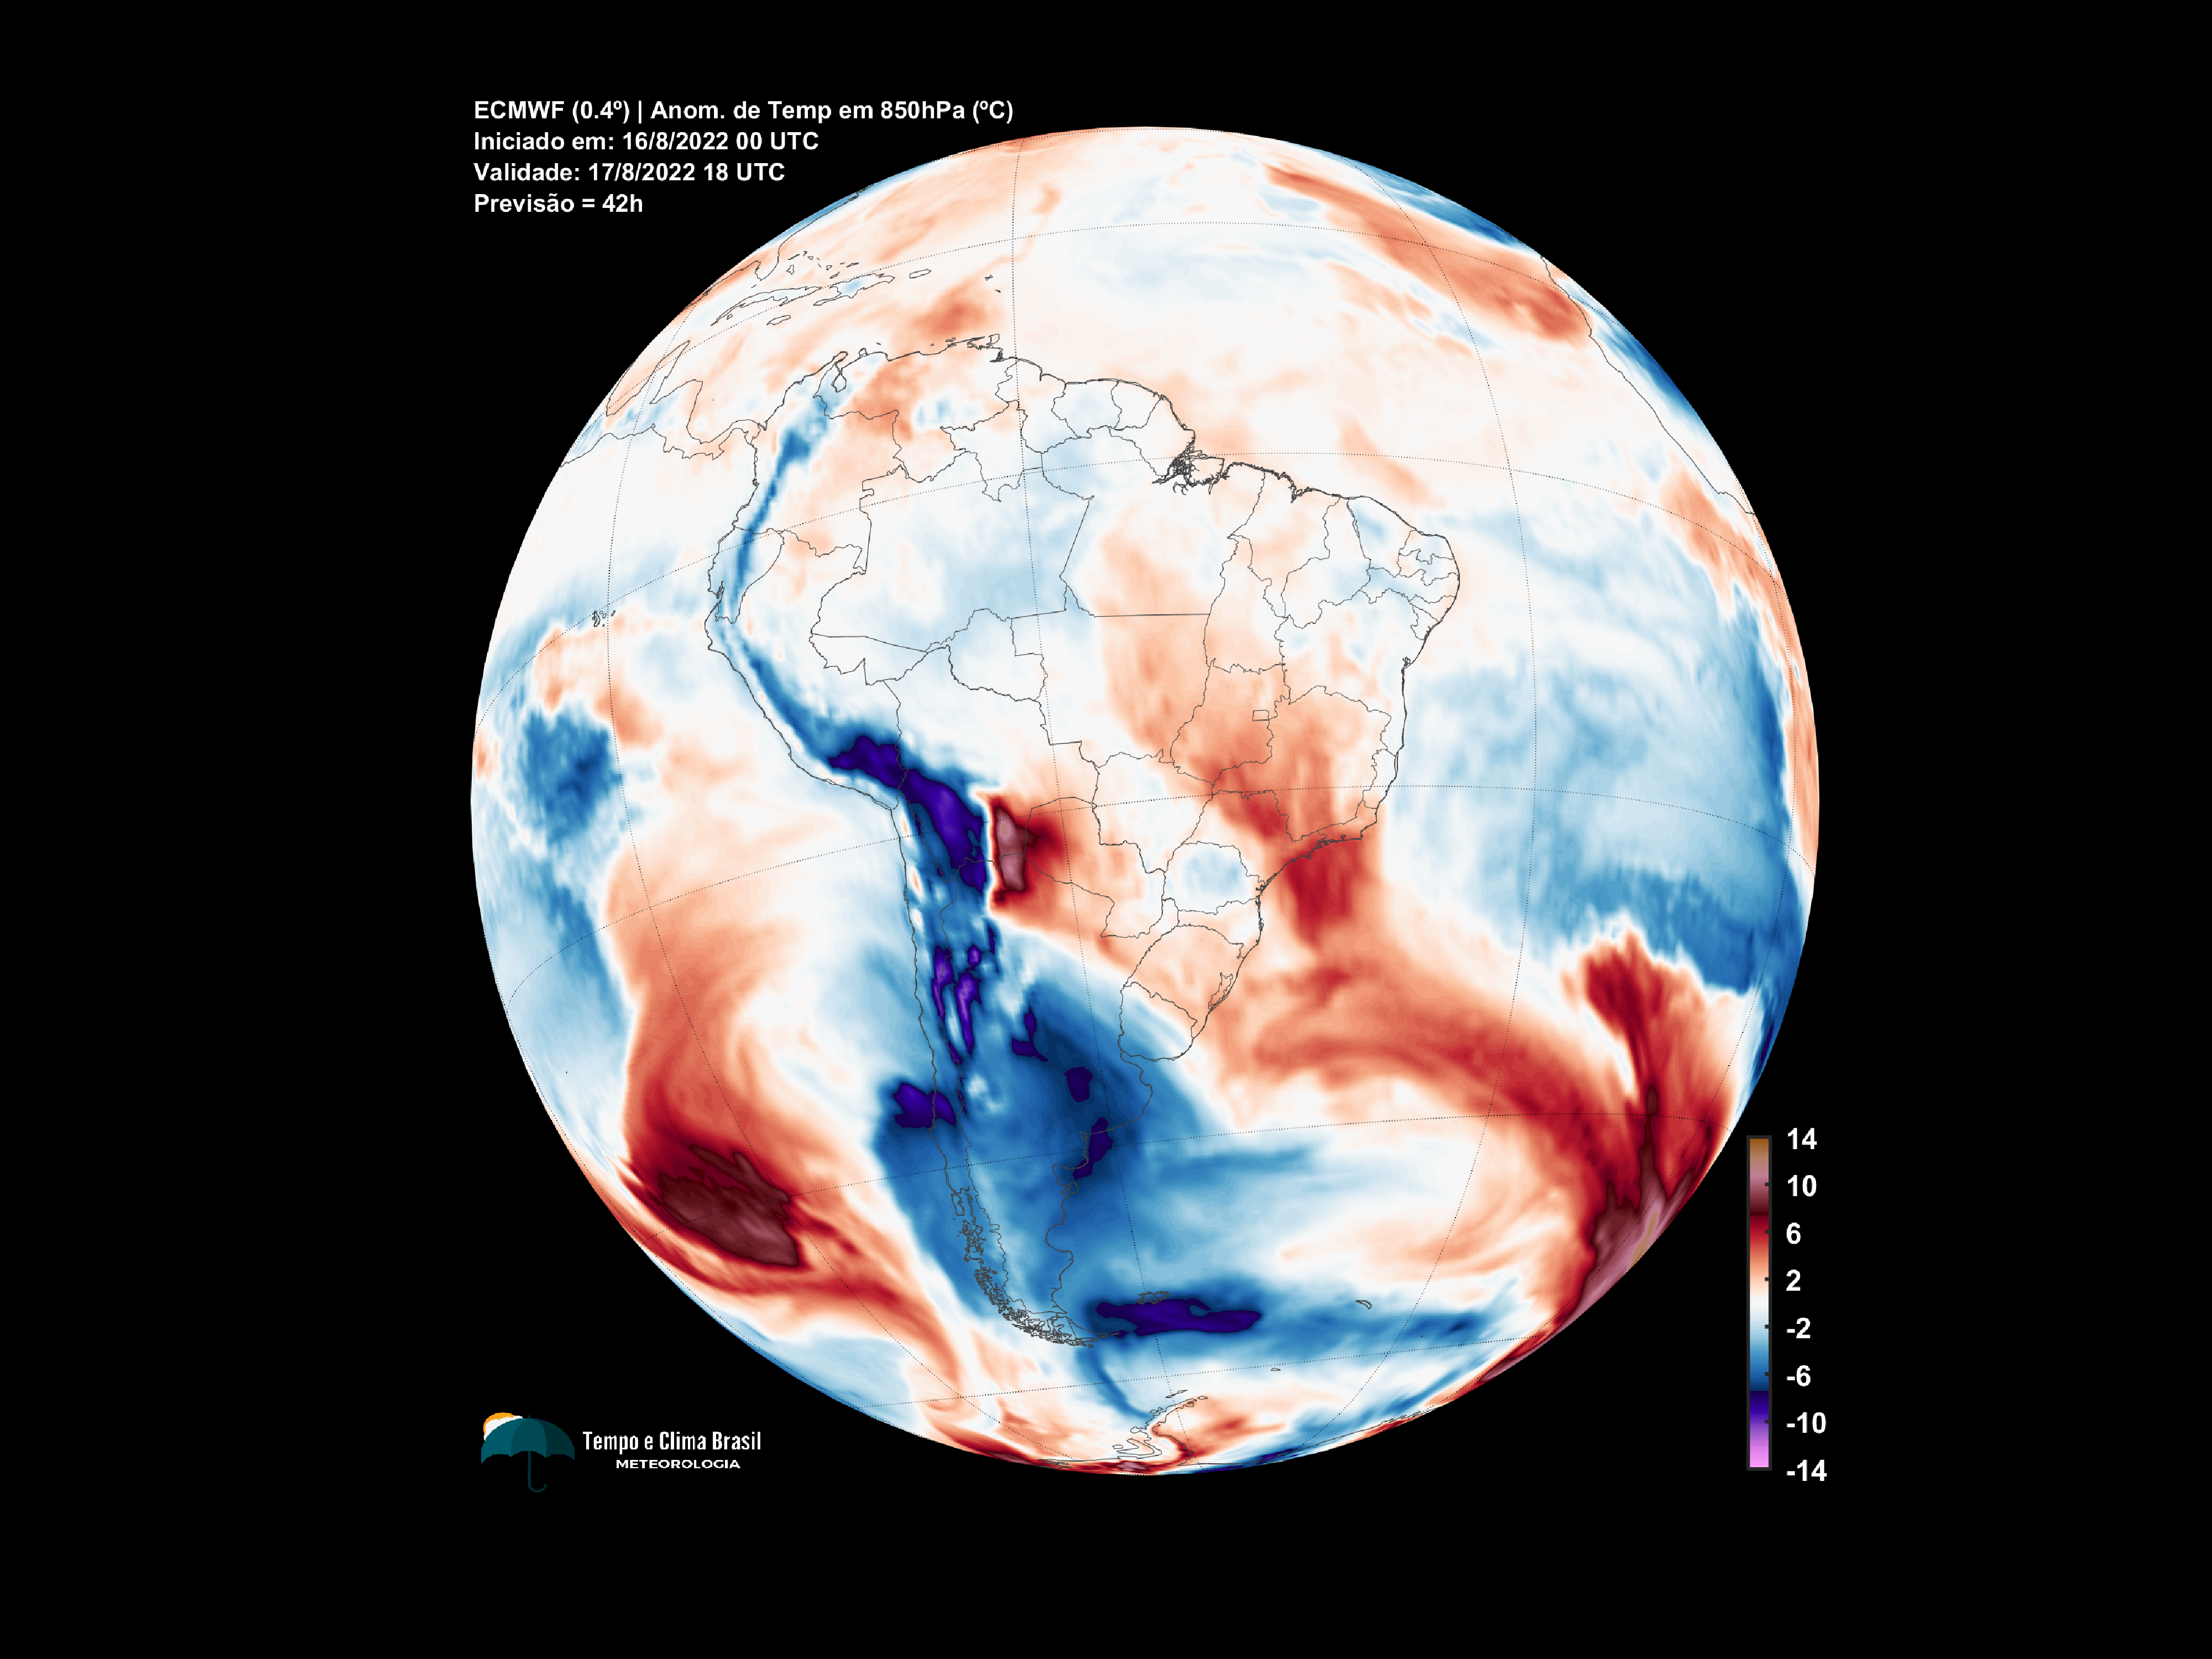 ECMWF (0.4º) | Anom. de Temp em 850hPa (ºC)
Iniciado em: 16/8/2022 00 UTC
Validade: 17/8/2022 18 UTC
Previsão = 42h
14
10
6
2
-2
-6
-10
-14
Tempo e Clima Brasil
METEOROLOGIA